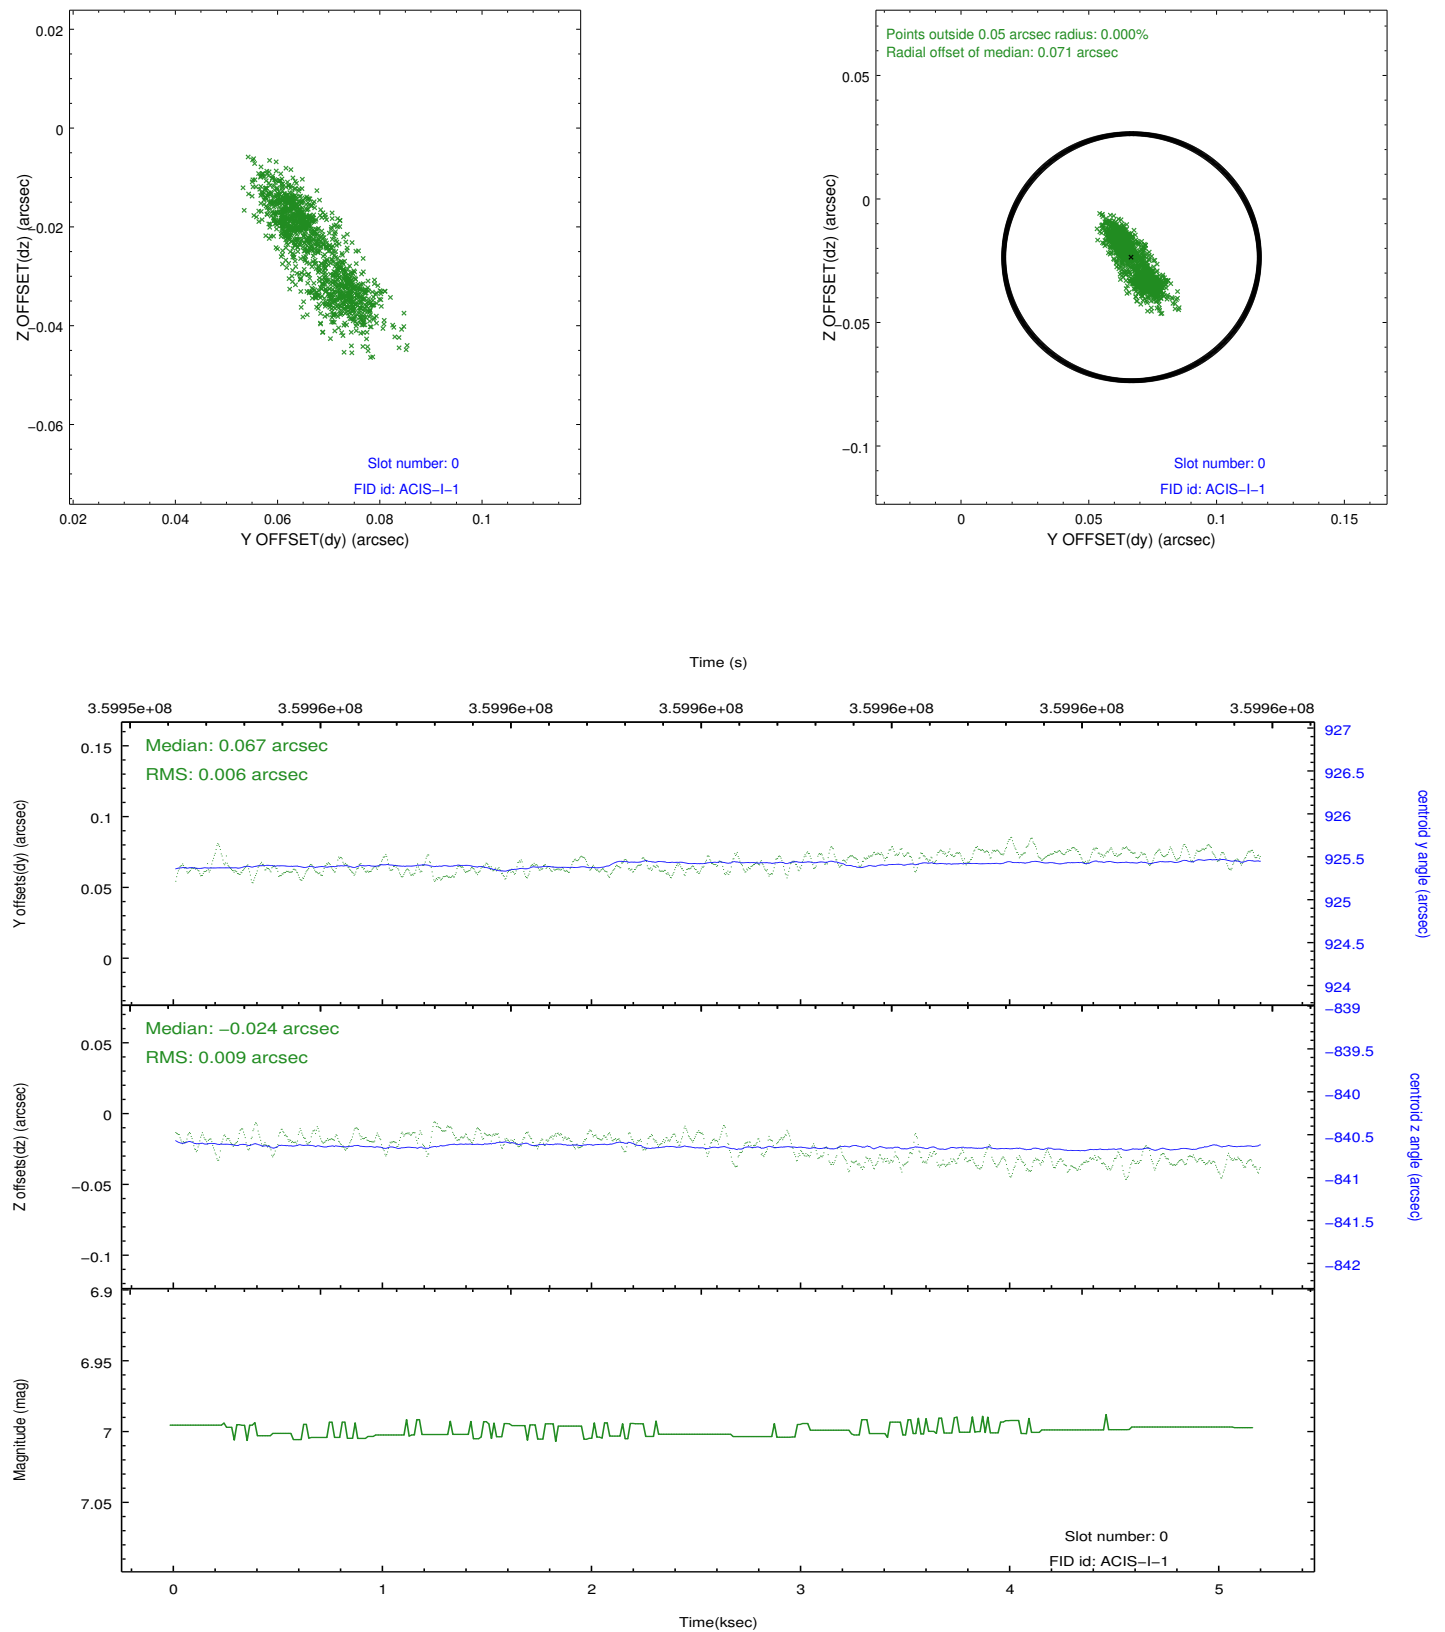 0.02
0
−0.02
−0.04
−0.06
Z OFFSET(dz) (arcsec)
Slot number: 0
FID id: ACIS−I−1
0.02 0.04 0.06 0.08 0.1
Y OFFSET(dy) (arcsec)
Points outside 0.05 arcsec radius: 0.000%
Radial offset of median: 0.071 arcsec
0.05
0
−0.05
−0.1
Z OFFSET(dz) (arcsec)
Slot number: 0
FID id: ACIS−I−1
0 0.05 0.1 0.15
Y OFFSET(dy) (arcsec)
Time (s)
3.5995e+08 3.5996e+08 3.5996e+08 3.5996e+08 3.5996e+08 3.5996e+08 3.5996e+08
Median: 0.067 arcsec
RMS: 0.006 arcsec
0.15
0.1
0.05
0
Y offsets(dy) (arcsec)
927
926.5
926
925.5
925
924.5
924
centroid y angle (arcsec)
Median: −0.024 arcsec
RMS: 0.009 arcsec
0.05
0
−0.05
−0.1
Z offsets(dz) (arcsec)
−839
−839.5
−840
−840.5
−841
−841.5
−842
centroid z angle (arcsec)
6.9
6.95
7
7.05
Magnitude (mag)
Slot number: 0
FID id: ACIS−I−1
0 1 2 3 4 5
Time(ksec)